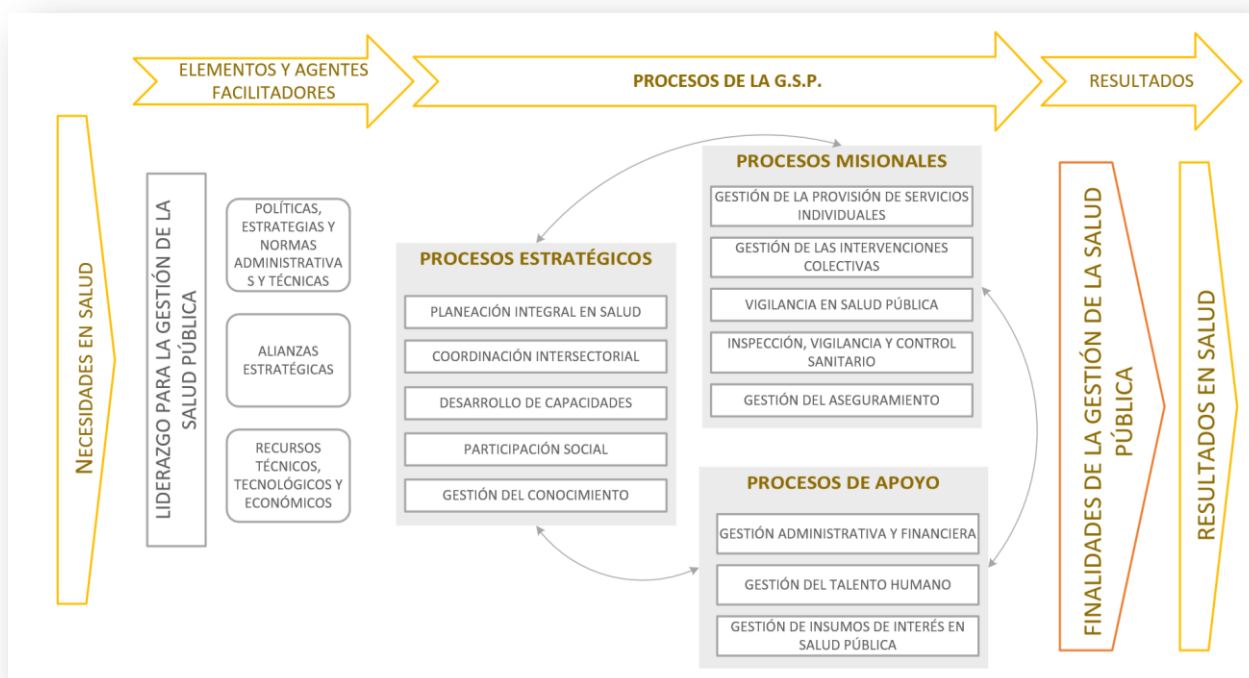 ELEMENTOS Y AGENTES
FACILITADORES
PROCESOS DE LA G.S.P.
RESULTADOS
NECESIDADES EN SALUD
LIDERAZGO PARA LA GESTIÓN DE LA
SALUD PÚBLICA
POLÍTICAS,
ESTRATEGIAS Y
NORMAS
ADMINISTRATIVA
S Y TÉCNICAS
ALIANZAS
ESTRATÉGICAS
RECURSOS
TÉCNICOS,
TECNOLÓGICOS Y
ECONÓMICOS
PROCESOS ESTRATÉGICOS
PLANEACIÓN INTEGRAL EN SALUD
COORDINACIÓN INTERSECTORIAL
DESARROLLO DE CAPACIDADES
PARTICIPACIÓN SOCIAL
GESTIÓN DEL CONOCIMIENTO
PROCESOS MISIONALES
GESTIÓN DE LA PROVISIÓN DE SERVICIOS
INDIVIDUALES
GESTIÓN DE LAS INTERVENCIONES
COLECTIVAS
VIGILANCIA EN SALUD PÚBLICA
INSPECCIÓN, VIGILANCIA Y CONTROL
SANITARIO
GESTIÓN DEL ASEGURAMIENTO
PROCESOS DE APOYO
GESTIÓN ADMINISTRATIVA Y FINANCIERA
GESTIÓN DEL TALENTO HUMANO
GESTIÓN DE INSUMOS DE INTERÉS EN
SALUD PÚBLICA
FINALIDADES DE LA GESTIÓN DE LA SALUD
PÚBLICA
RESULTADOS EN SALUD